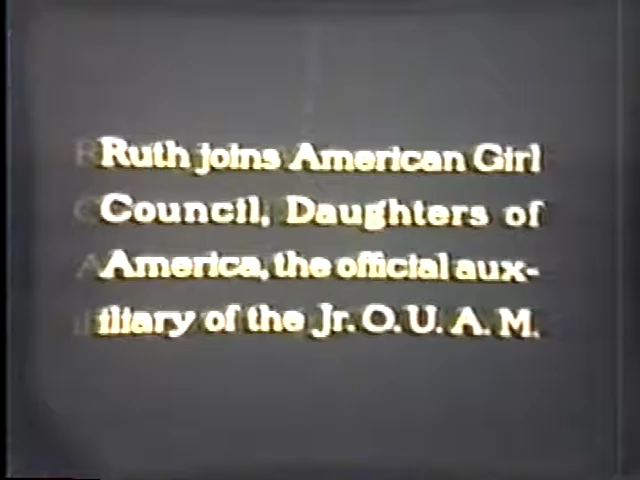 Ruth joins American Girl
Council, Daughters of
America, the official aux-
iliary of the Jr. O. U. A. M.